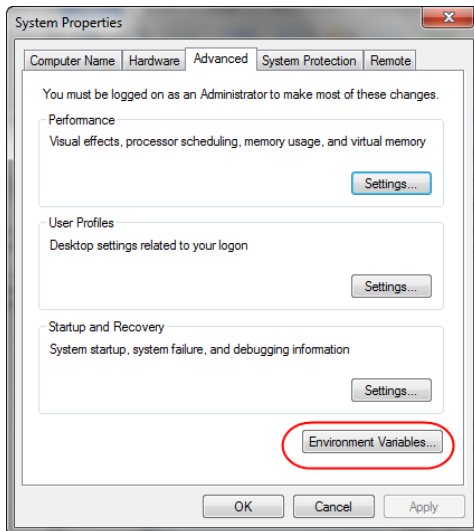 System Properties
Computer Name Hardware Advanced System Protection Remote
You must be logged on as an Administrator to make most of these changes.
Performance
Visual effects, processor scheduling, memory usage, and virtual memory
Settings...
User Profiles
Desktop settings related to your logon
Settings...
Startup and Recovery
System startup, system failure, and debugging information
Settings...
Environment Variables...
OK Cancel Apply